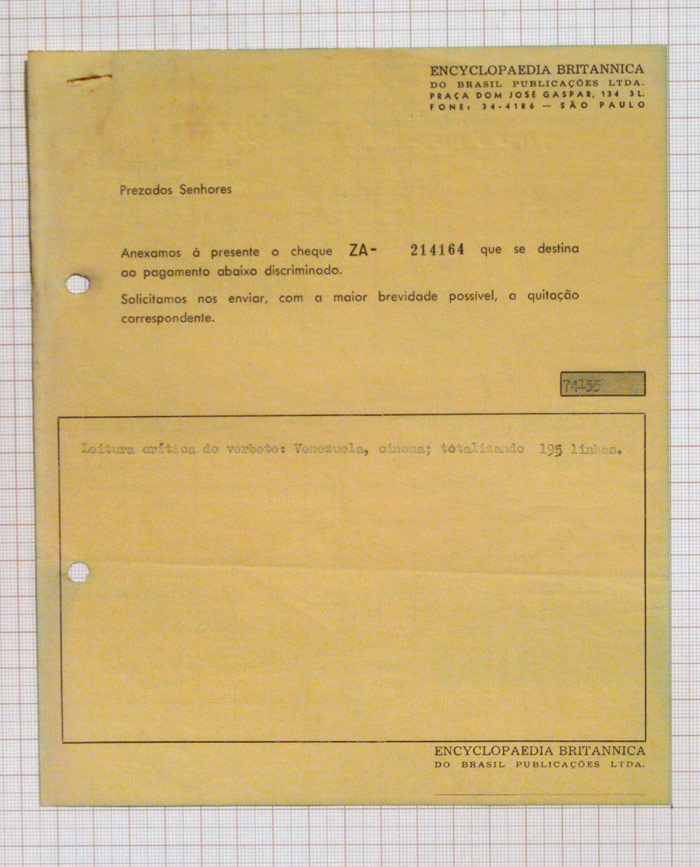 ENCYCLOPAEDIA BRITANNICA
DO BRASIL PUBLICAÇÕES LTDA.
PRAÇA DOM JOSÉ GASPAR, 134 3L
FONE: 34-4186 — SÃO PAULO
Prezados Senhores
Anexamos à presente o cheque ZA- 214164 que se destina
ao pagamento abaixo discriminado.
Solicitamos nos enviar, com a maior brevidade possível, a quitação
correspondente.
74155
Leitura crítica do verbete: Venezuela, cinema; totalizando 195 linhas.
ENCYCLOPAEDIA BRITANNICA
DO BRASIL PUBLICAÇÕES LTDA.